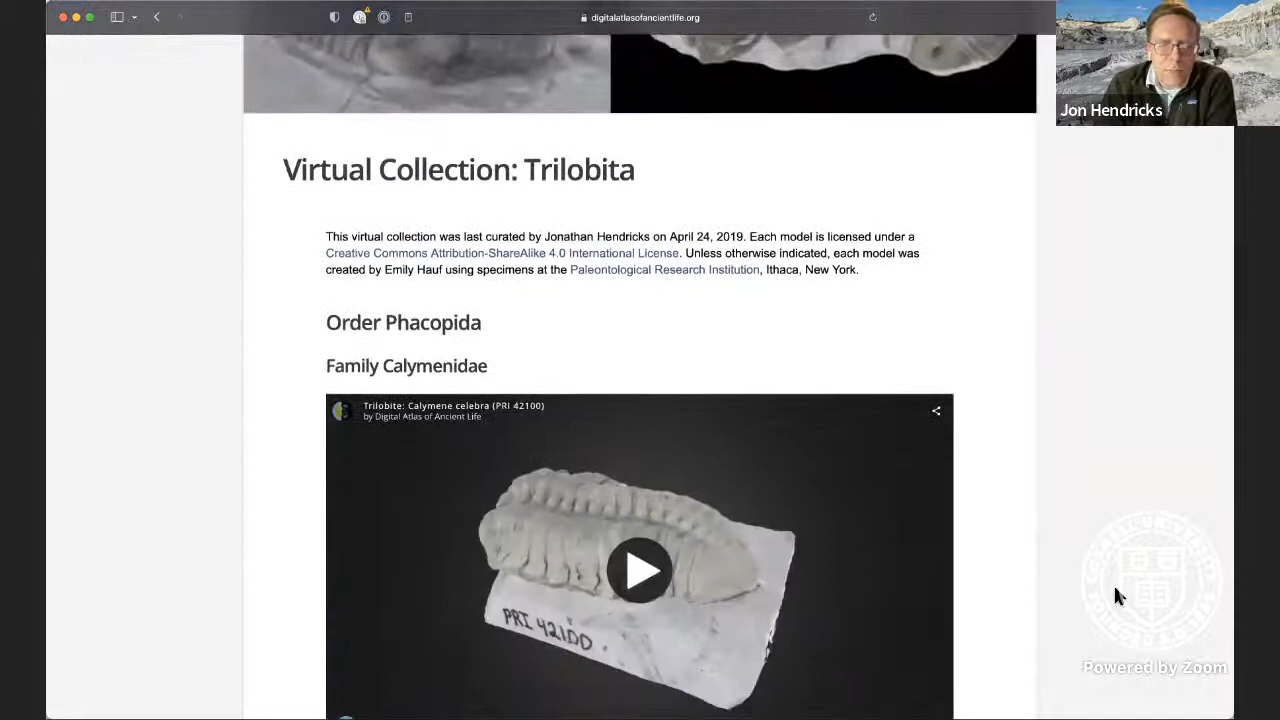 digitalatlasofancientlife.org
Jon Hendricks
Virtual Collection: Trilobita
This virtual collection was last curated by Jonathan Hendricks on April 24, 2019. Each model is licensed under a
Creative Commons Attribution-ShareAlike 4.0 International License. Unless otherwise indicated, each model was
created by Emily Hauf using specimens at the Paleontological Research Institution, Ithaca, New York.
Order Phacopida
Family Calymenidae
Trilobite: Calymene celebra (PRI 42100)
by Digital Atlas of Ancient Life
PRI 42100
Powered by Zoom